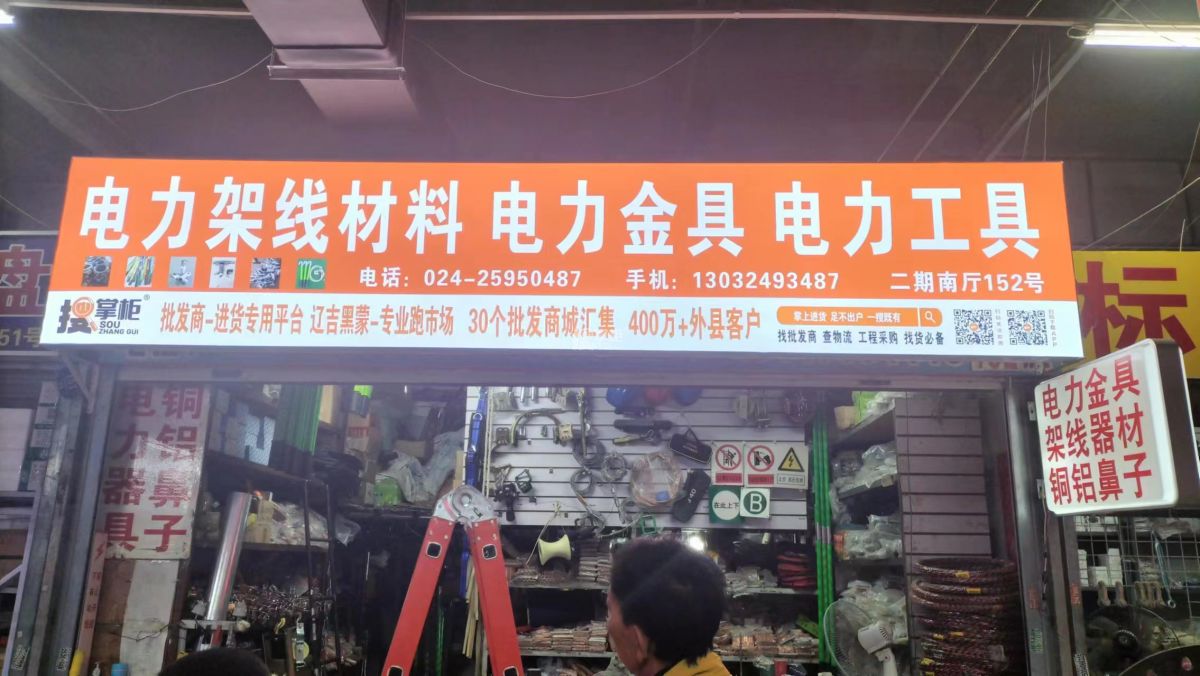 电力架线材料 电力金具 电力工具
电话：024-25950487 手机：13032493487 二期南厅152号
搜掌柜®
SOU
ZHANG GUI
批发商-进货专用平台 辽吉黑蒙-专业跑市场 30个批发商城汇集 400万+外县客户
掌上进货 足不出户 一搜既有
找批发商 查物流 工程采购 找货必备
盘
51号
标
电力金具
架线器材
铜铝鼻子
铜铝鼻子
电力器具
在此上下
B